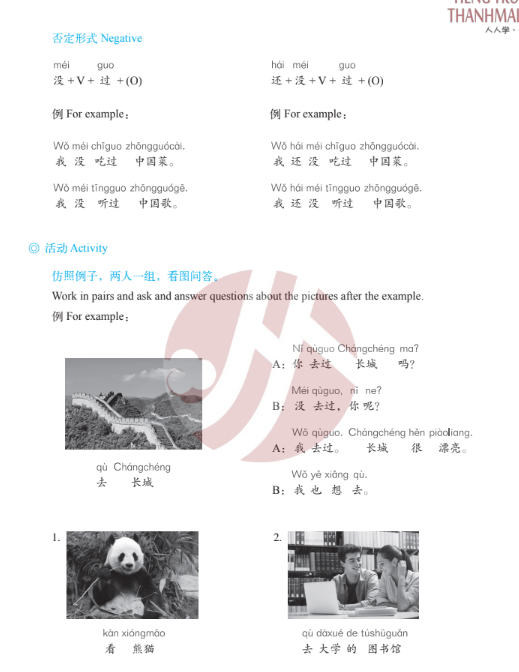 THANHMAI
人人学 ·
否定形式 Negative
méi guo
没 + V + 过 + (O)
hái méi guo
还 + 没 + V + 过 + (O)
例 For example：
例 For example：
Wǒ méi chīguo zhōngguócài.
我 没 吃过 中国菜。
Wǒ hái méi chīguo zhōngguócài.
我 还 没 吃过 中国菜。
Wǒ méi tīngguo zhōngguógē.
我 没 听过 中国歌。
Wǒ hái méi tīngguo zhōngguógē.
我 还 没 听过 中国歌。
◎ 活动 Activity
仿照例子，两人一组，看图问答。
Work in pairs and ask and answer questions about the pictures after the example.
例 For example：
Nǐ qùguo Chángchéng ma?
A：你 去过 长城 吗？
Méi qùguo, nǐ ne?
B：没 去过，你 呢？
Wǒ qùguo. Chángchéng hěn piàoliang.
A：我 去过。 长城 很 漂亮。
Wǒ yě xiǎng qù.
B：我 也 想 去。
qù Chángchéng
去 长城
1.
2.
kàn xióngmāo
看 熊猫
qù dàxué de túshūguǎn
去 大学 的 图书馆